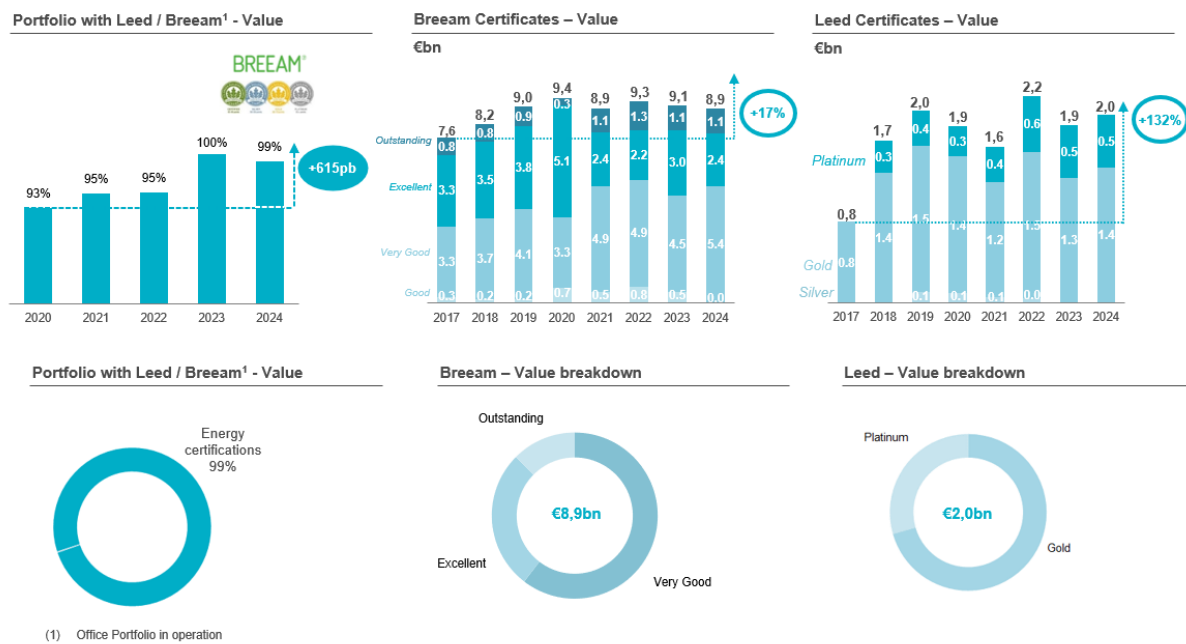 Portfolio with Leed / Breeam¹ - Value
BREEAM®
93%
95%
95%
100%
99%
+615pb
2020 2021 2022 2023 2024
Breeam Certificates – Value
€bn
7,6
8,2
9,0
9,4
8,9
9,3
9,1
8,9
+17%
Outstanding
0.8 0.8 0.9 0.3 1.1 1.3 1.1 1.1
Excellent
3.3 3.5 3.8 5.1 2.4 2.2 3.0 2.4
Very Good
3.3 3.7 4.1 3.3 4.9 4.9 4.5 5.4
Good
0.3 0.2 0.2 0.7 0.5 0.8 0.5 0.0
2017 2018 2019 2020 2021 2022 2023 2024
Leed Certificates – Value
€bn
0,8
1,7
2,0
1,9
1,6
2,2
1,9
2,0
+132%
Platinum
0.3 0.4 0.3 0.4 0.6 0.5 0.5
Gold
0.8 1.4 1.5 1.4 1.2 1.5 1.3 1.4
Silver
0.1 0.1 0.1 0.0
2017 2018 2019 2020 2021 2022 2023 2024
Portfolio with Leed / Breeam¹ - Value
Energy
certifications
99%
Breeam – Value breakdown
Outstanding
€8,9bn
Excellent
Very Good
Leed – Value breakdown
Platinum
€2,0bn
Gold
(1) Office Portfolio in operation